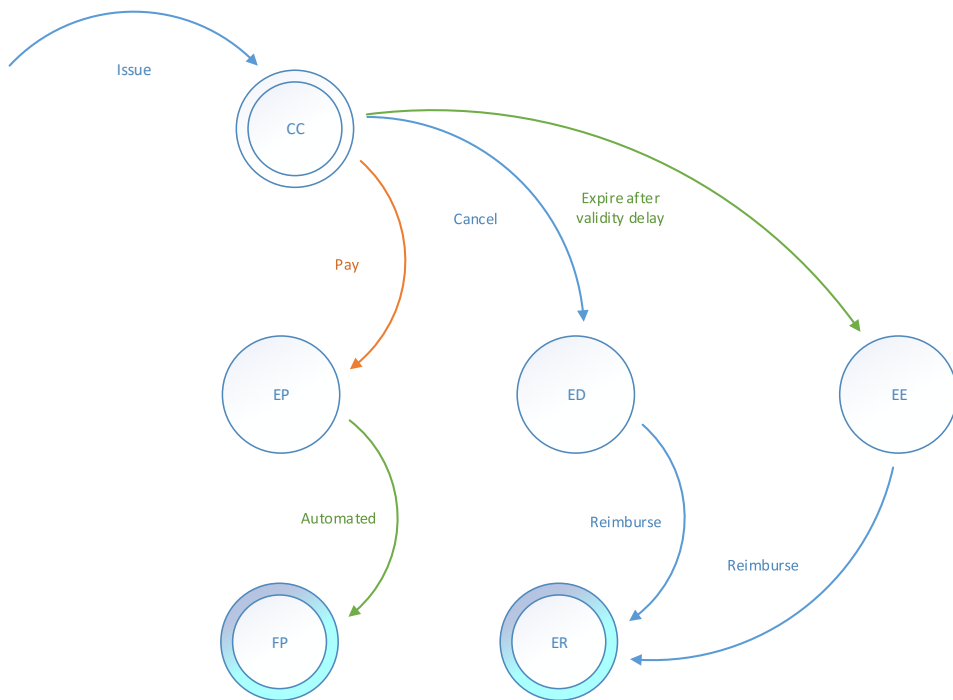 Issue
CC
Expire after
validity delay
Cancel
Pay
EP
ED
EE
Automated
Reimburse
Reimburse
FP
ER